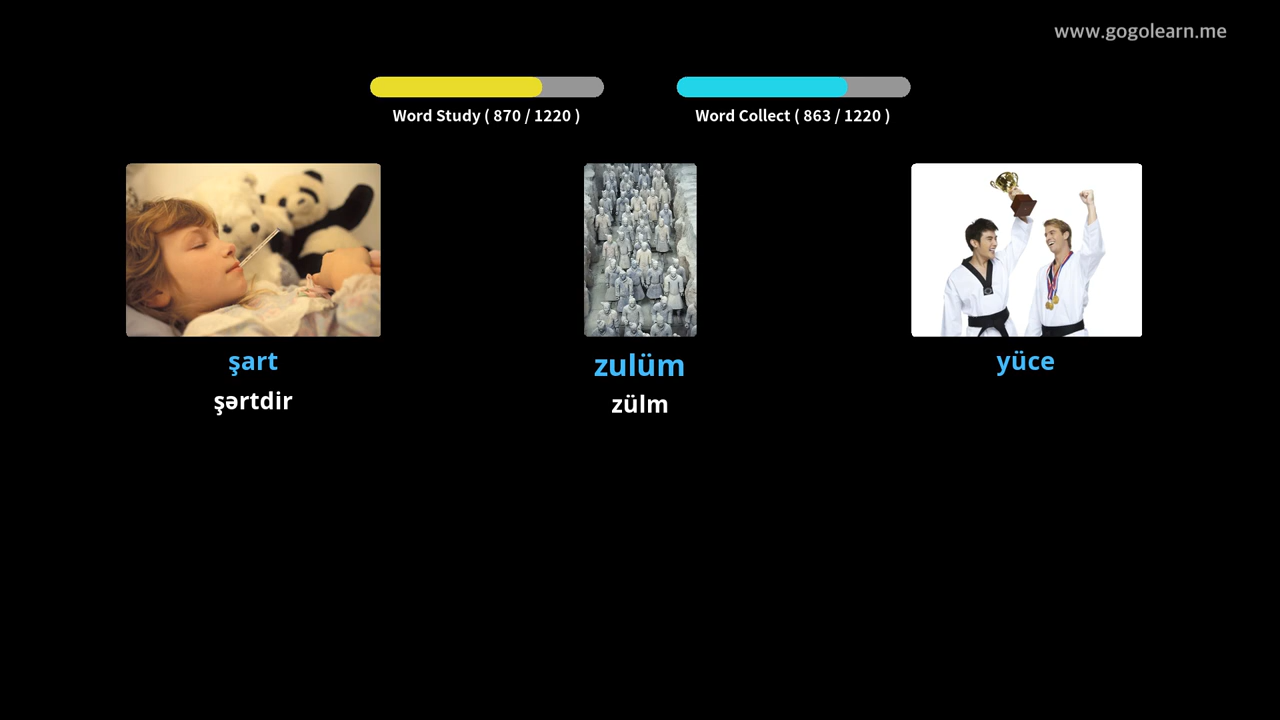 www.gogolearn.me
Word Study ( 870 / 1220 )
Word Collect ( 863 / 1220 )
şart
zulüm
yüce
şərtdir
zülm